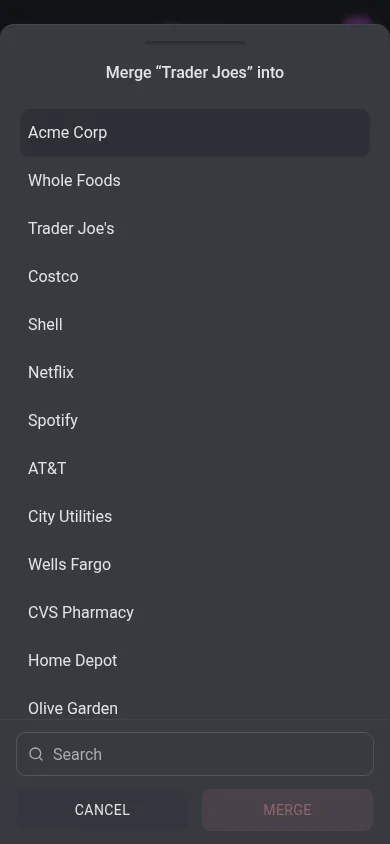 Merge “Trader Joes” into
Acme Corp
Whole Foods
Trader Joe's
Costco
Shell
Netflix
Spotify
AT&T
City Utilities
Wells Fargo
CVS Pharmacy
Home Depot
Olive Garden
Search
CANCEL
MERGE